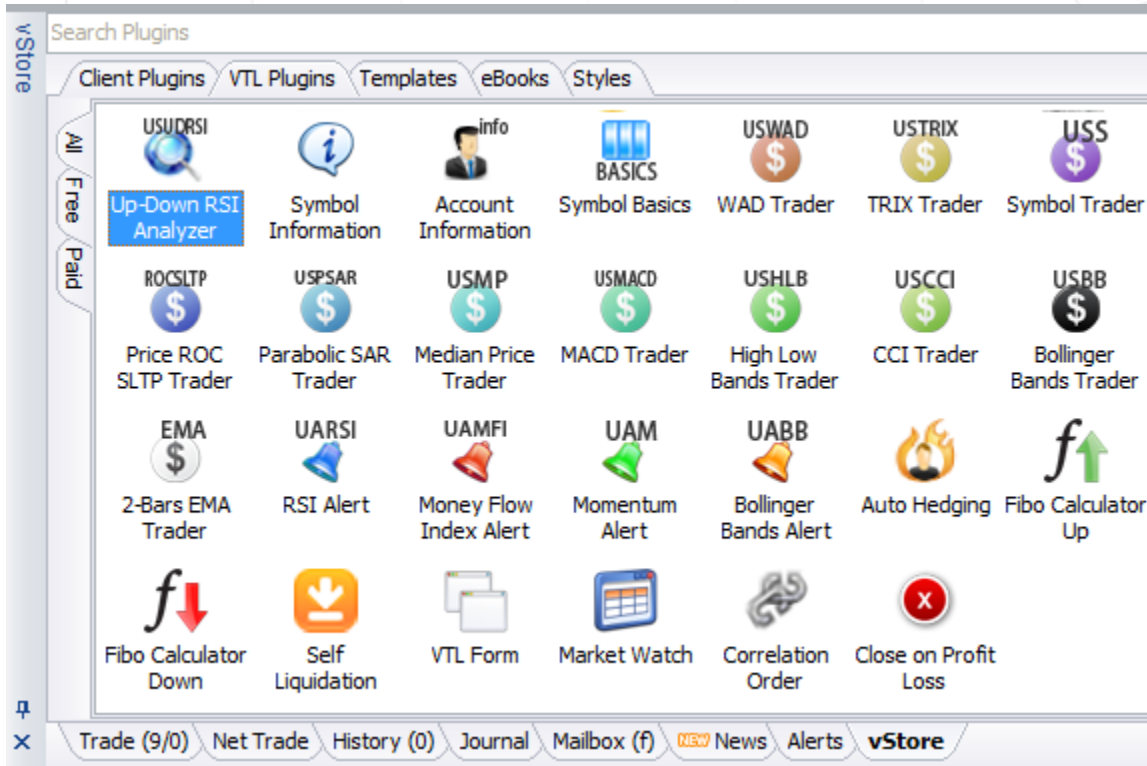 vStore
Search Plugins
Client Plugins VTL Plugins Templates eBooks Styles
All
Free
Paid
USUDRSI info BASICS USWAD USTRIX USS
Up-Down RSI Analyzer
Symbol Information
Account Information
Symbol Basics
WAD Trader
TRIX Trader
Symbol Trader
ROCSLTP USPSAR USMP USMACD USHLB USCCI USBB
Price ROC SLTP Trader
Parabolic SAR Trader
Median Price Trader
MACD Trader
High Low Bands Trader
CCI Trader
Bollinger Bands Trader
EMA UARSI UAMFI UAM UABB
2-Bars EMA Trader
RSI Alert
Money Flow Index Alert
Momentum Alert
Bollinger Bands Alert
Auto Hedging
Fibo Calculator Up
Fibo Calculator Down
Self Liquidation
VTL Form
Market Watch
Correlation Order
Close on Profit Loss
Trade (9/0) Net Trade History (0) Journal Mailbox (f) NEW News Alerts vStore